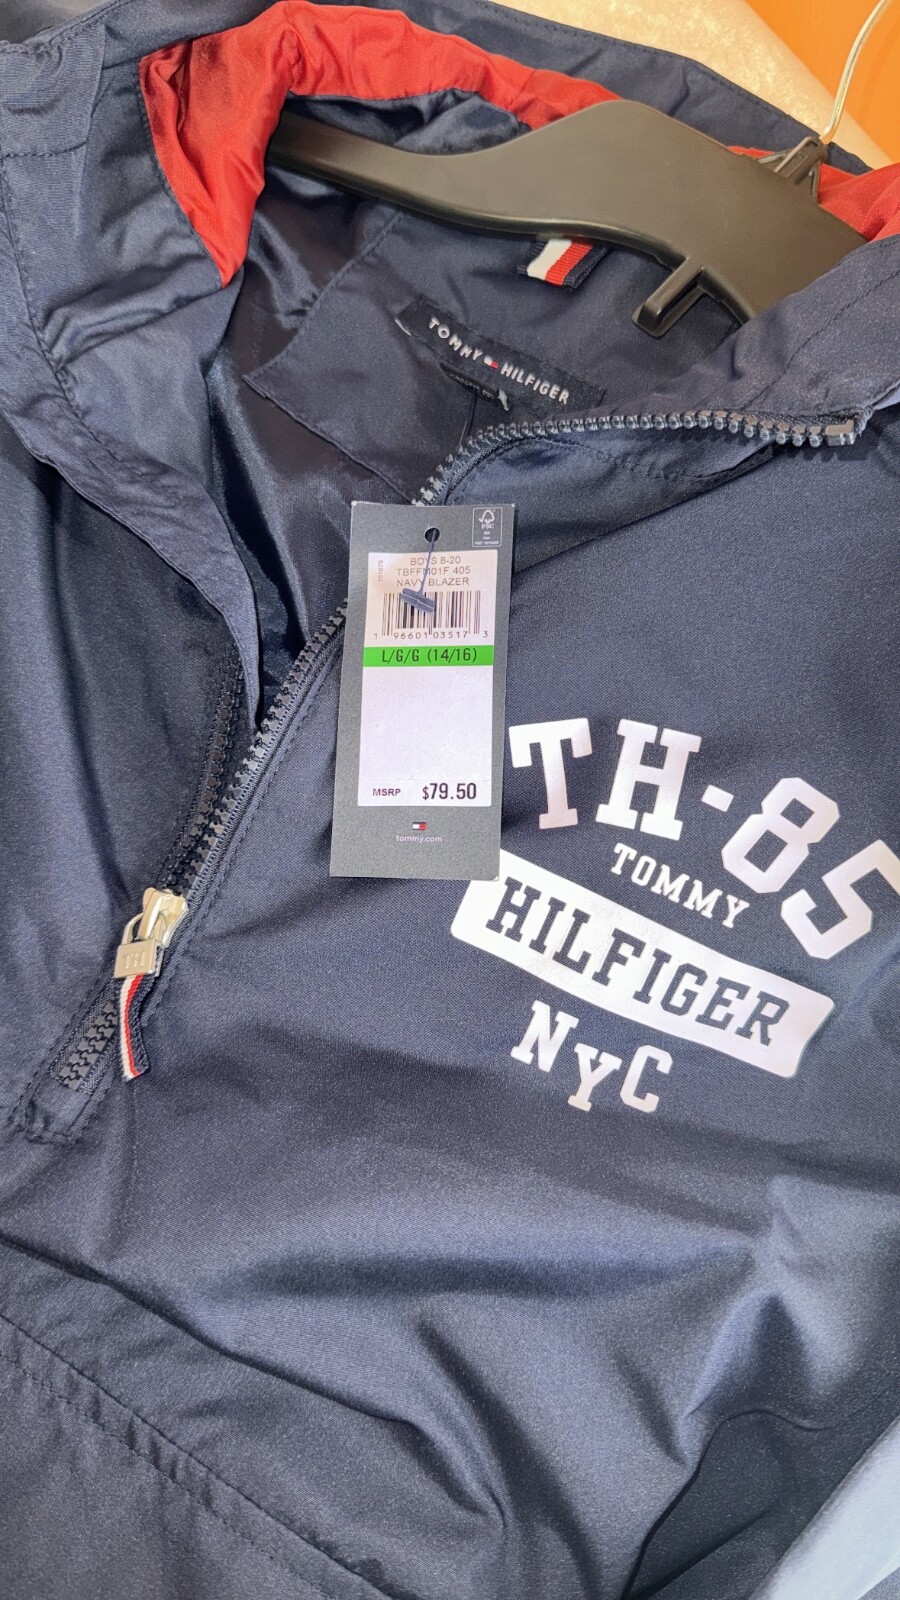 TOMMY HILFIGER
FSC
BOYS 8-20
TBFFM01F 405
NAVY BLAZER
1 96601 03517 3
L/G/G (14/16)
MSRP $79.50
tommy.com
TH-85
TOMMY
HILFIGER
NYC
TH